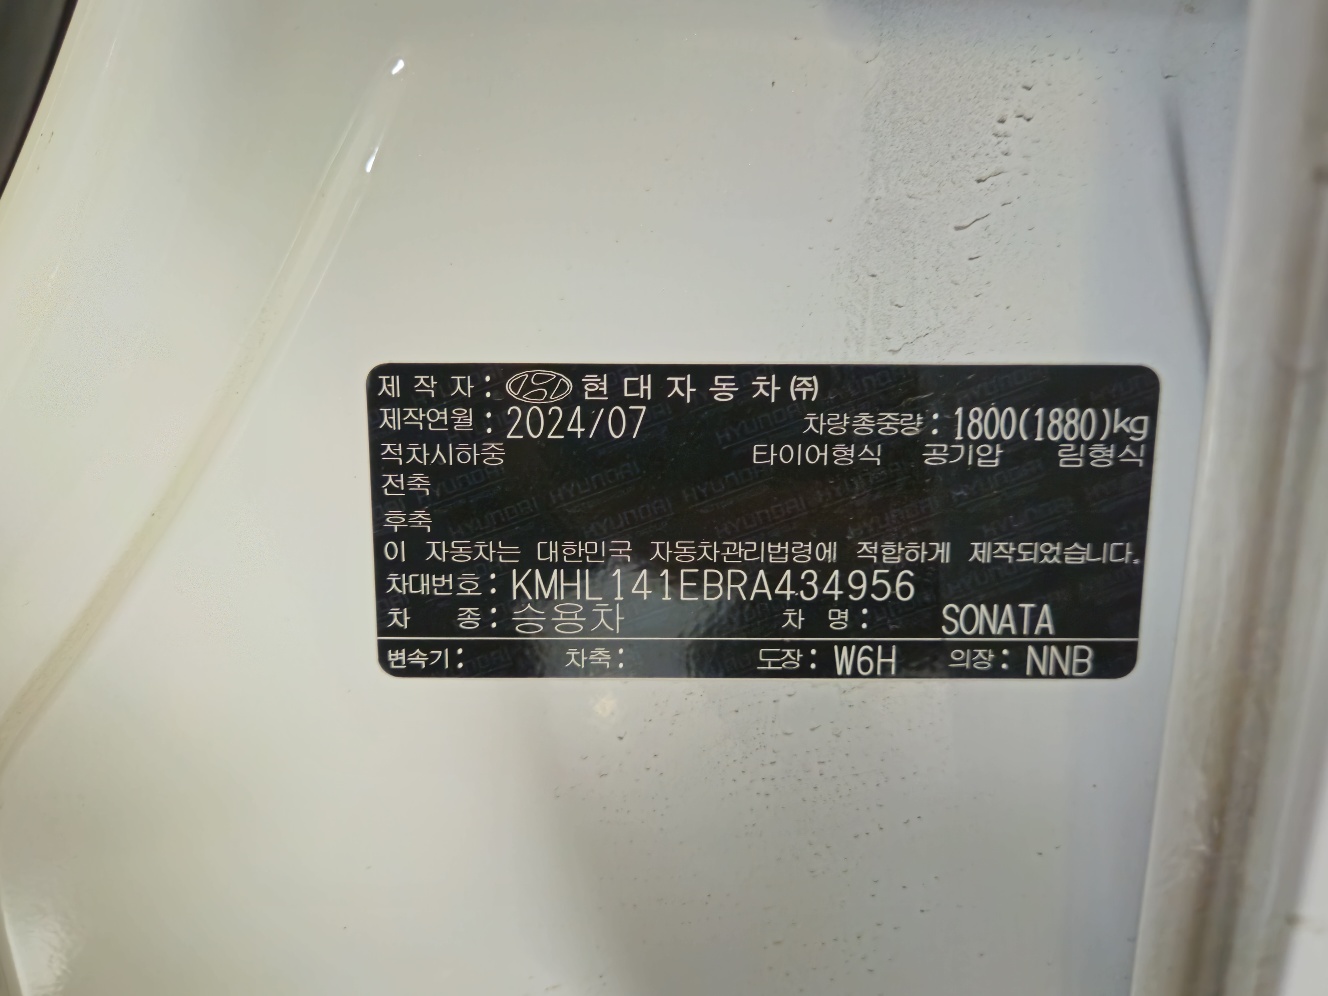 제 작 자 : 현 대 자 동 차 ㈜
제작연월 : 2024/07 차량총중량 : 1800(1880)kg
적차시하중 타이어형식 공기압 림형식
전축
후축
이 자동차는 대한민국 자동차관리법령에 적합하게 제작되었습니다.
차대번호 : KMHL141EBRA434956
차 종 : 승용차 차 명 : SONATA
변속기 : 차축 : 도장 : W6H 의장 : NNB